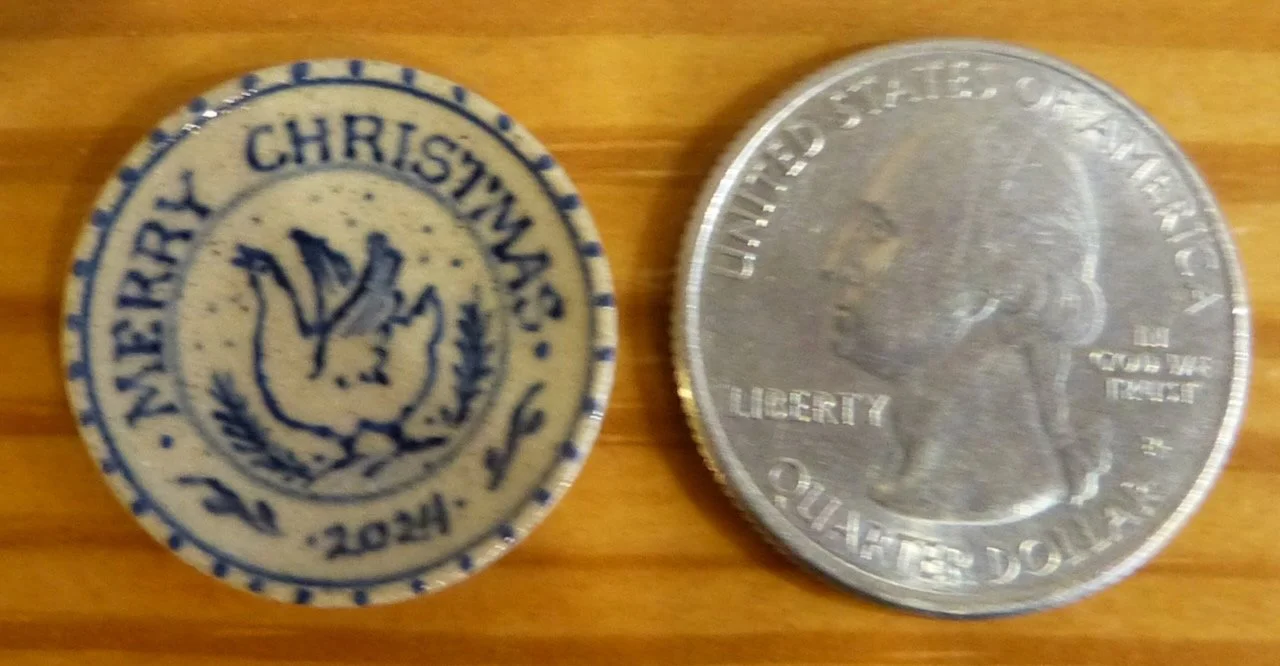 · MERRY CHRISTMAS ·
· 2024 ·
UNITED STATES OF AMERICA
LIBERTY
IN
GOD WE
TRUST
QUARTER DOLLAR